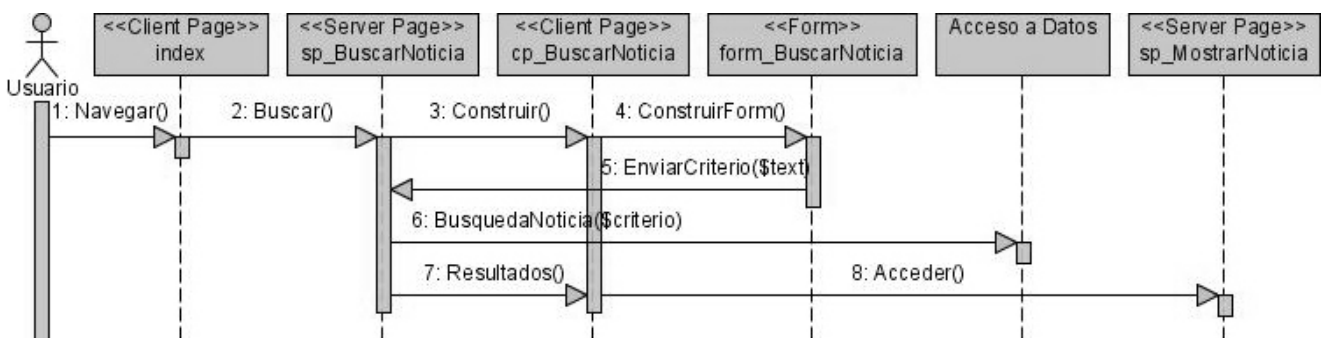 <<Client Page>>
index
<<Server Page>>
sp_BuscarNoticia
<<Client Page>>
cp_BuscarNoticia
<<Form>>
form_BuscarNoticia
Acceso a Datos
<<Server Page>>
sp_MostrarNoticia
Usuario
1: Navegar()
2: Buscar()
3: Construir()
4: ConstruirForm()
5: EnviarCriterio($text)
6: BusquedaNoticia($criterio)
7: Resultados()
8: Acceder()